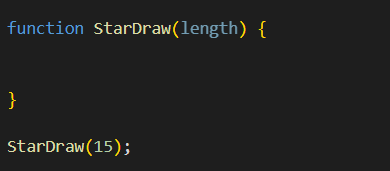 function StarDraw(length) {
}
StarDraw(15);